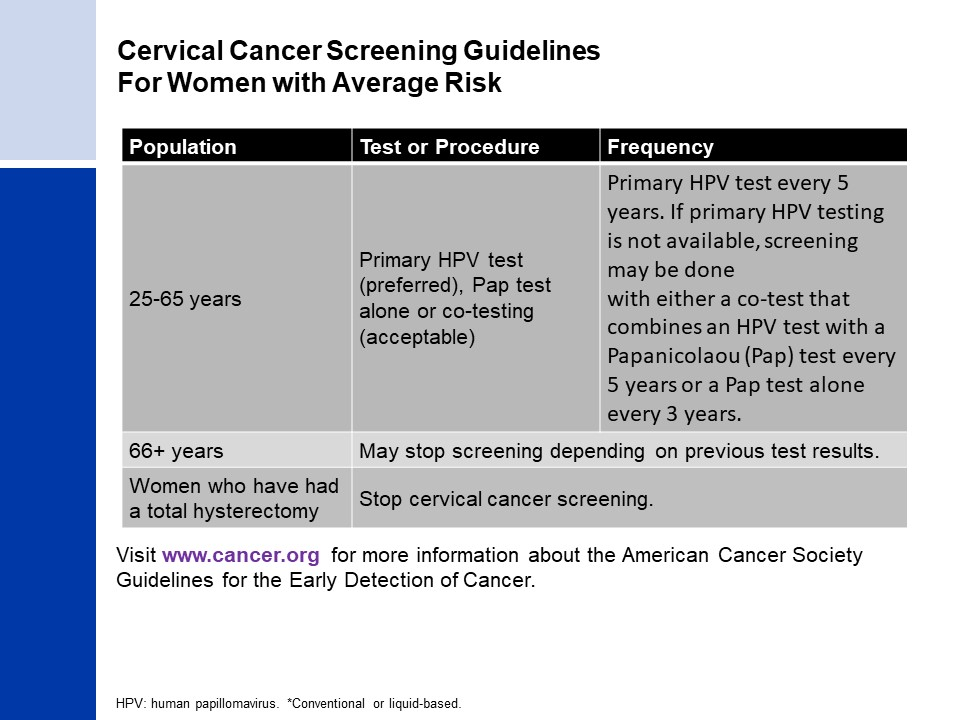 Cervical Cancer Screening Guidelines
For Women with Average Risk
Population
Test or Procedure
Frequency
25-65 years
Primary HPV test
(preferred), Pap test
alone or co-testing
(acceptable)
Primary HPV test every 5
years. If primary HPV testing
is not available, screening
may be done
with either a co-test that
combines an HPV test with a
Papanicolaou (Pap) test every
5 years or a Pap test alone
every 3 years.
66+ years
May stop screening depending on previous test results.
Women who have had
a total hysterectomy
Stop cervical cancer screening.
Visit www.cancer.org for more information about the American Cancer Society
Guidelines for the Early Detection of Cancer.
HPV: human papillomavirus. *Conventional or liquid-based.